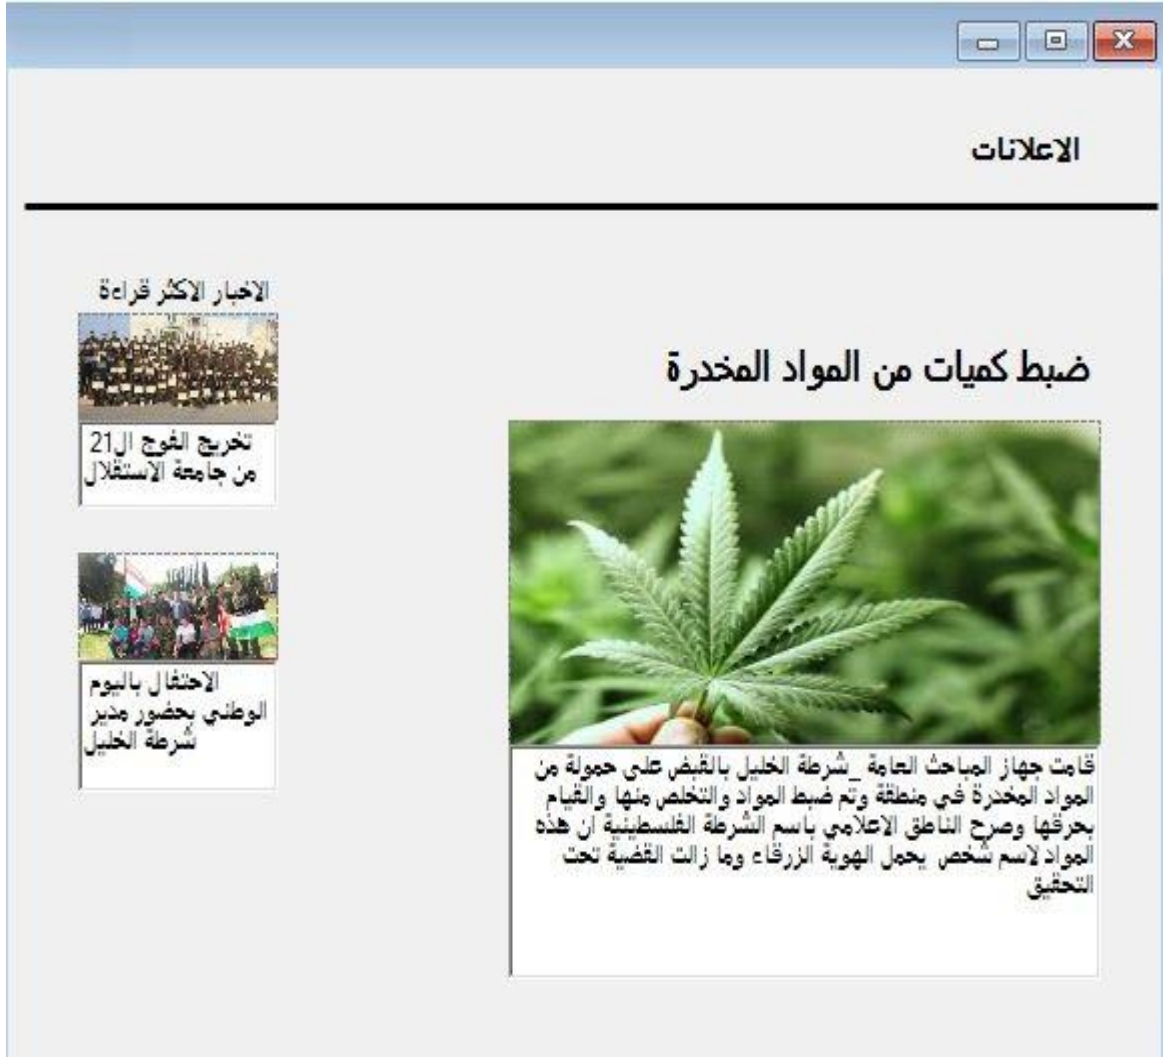 الاعلانات
ضبط كميات من المواد المخدرة
قامت جهاز المباحث العامة _شرطة الخليل بالقبض على حمولة من
المواد المخدرة في منطقة وتم ضبط المواد والتخلص منها والقيام
بحرقها وصرح الناطق الاعلامي باسم الشرطة الفلسطينية ان هذه
المواد لاسم شخص يحمل الهوية الزرقاء وما زالت القضية تحت
التحقيق
الاخبار الاكثر قراءة
تخريج الفوج ال21
من جامعة الاستقلال
الاحتفال باليوم
الوطني بحضور مدير
شرطة الخليل